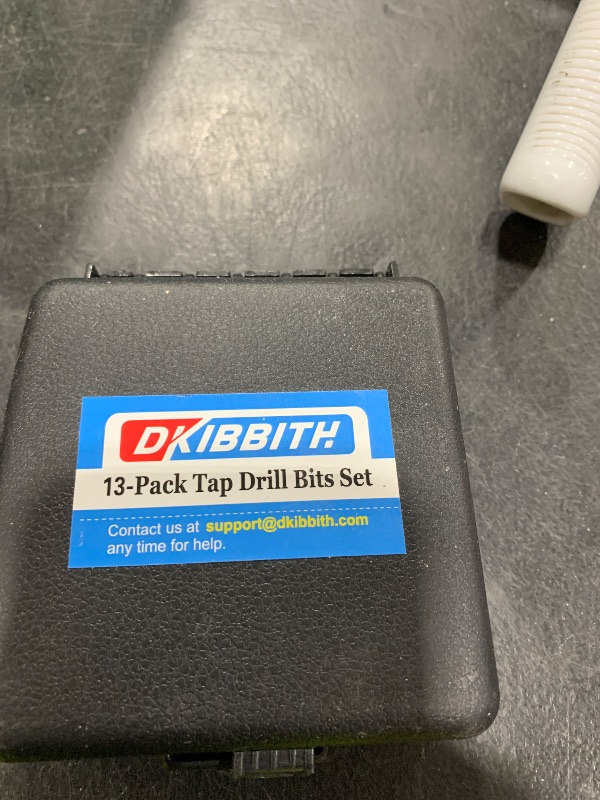 DKIBBITH
13-Pack Tap Drill Bits Set
Contact us at support@dkibbith.com
any time for help.